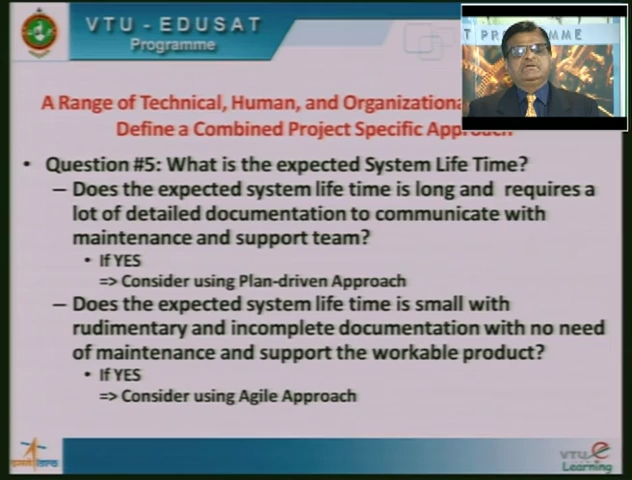 VTU - EDUSAT
Programme
T PROGRAMME
A Range of Technical, Human, and Organizationa
Define a Combined Project Specific Approach
• Question #5: What is the expected System Life Time?
– Does the expected system life time is long and requires a
lot of detailed documentation to communicate with
maintenance and support team?
• If YES
=> Consider using Plan-driven Approach
– Does the expected system life time is small with
rudimentary and incomplete documentation with no need
of maintenance and support the workable product?
• If YES
=> Consider using Agile Approach
VTU e
Learning